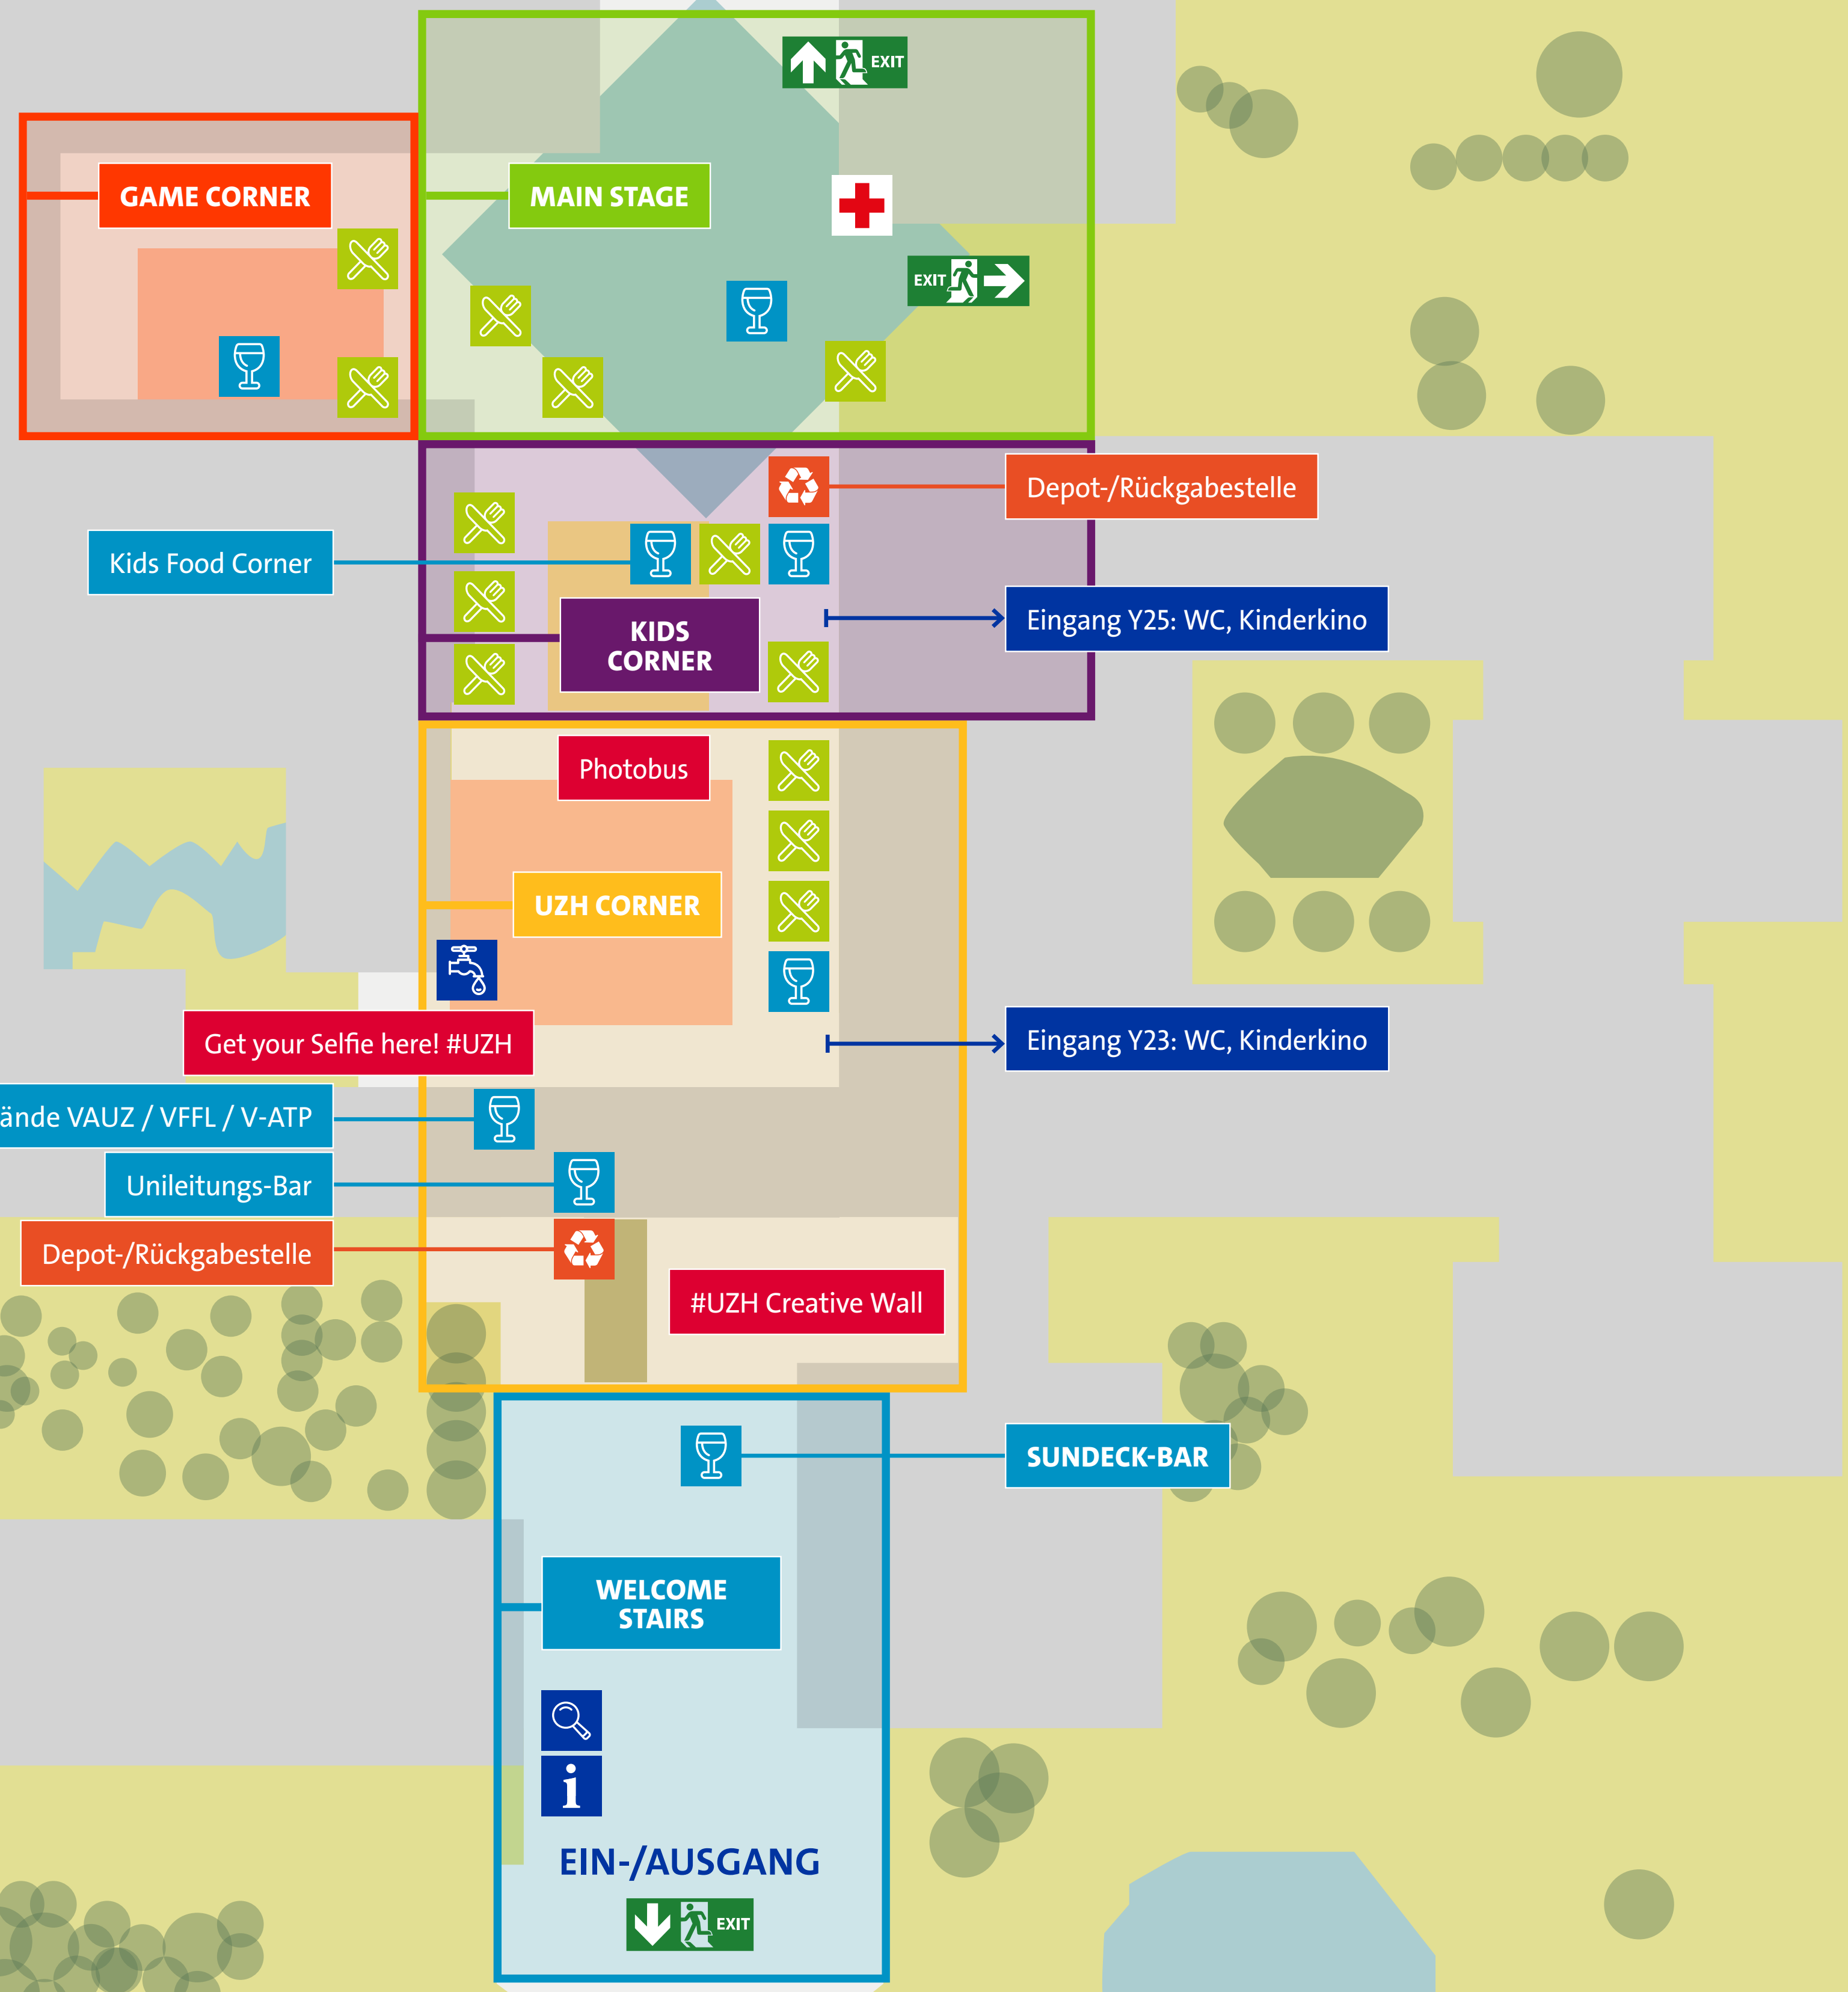 EXIT
GAME CORNER
MAIN STAGE
EXIT
Depot-/Rückgabestelle
Kids Food Corner
KIDS
CORNER
Eingang Y25: WC, Kinderkino
Photobus
UZH CORNER
Get your Selfie here! #UZH
Eingang Y23: WC, Kinderkino
VAUZ / VFFL / V-ATP
Unileitungs-Bar
Depot-/Rückgabestelle
#UZH Creative Wall
SUNDECK-BAR
WELCOME
STAIRS
i
EIN-/AUSGANG
EXIT